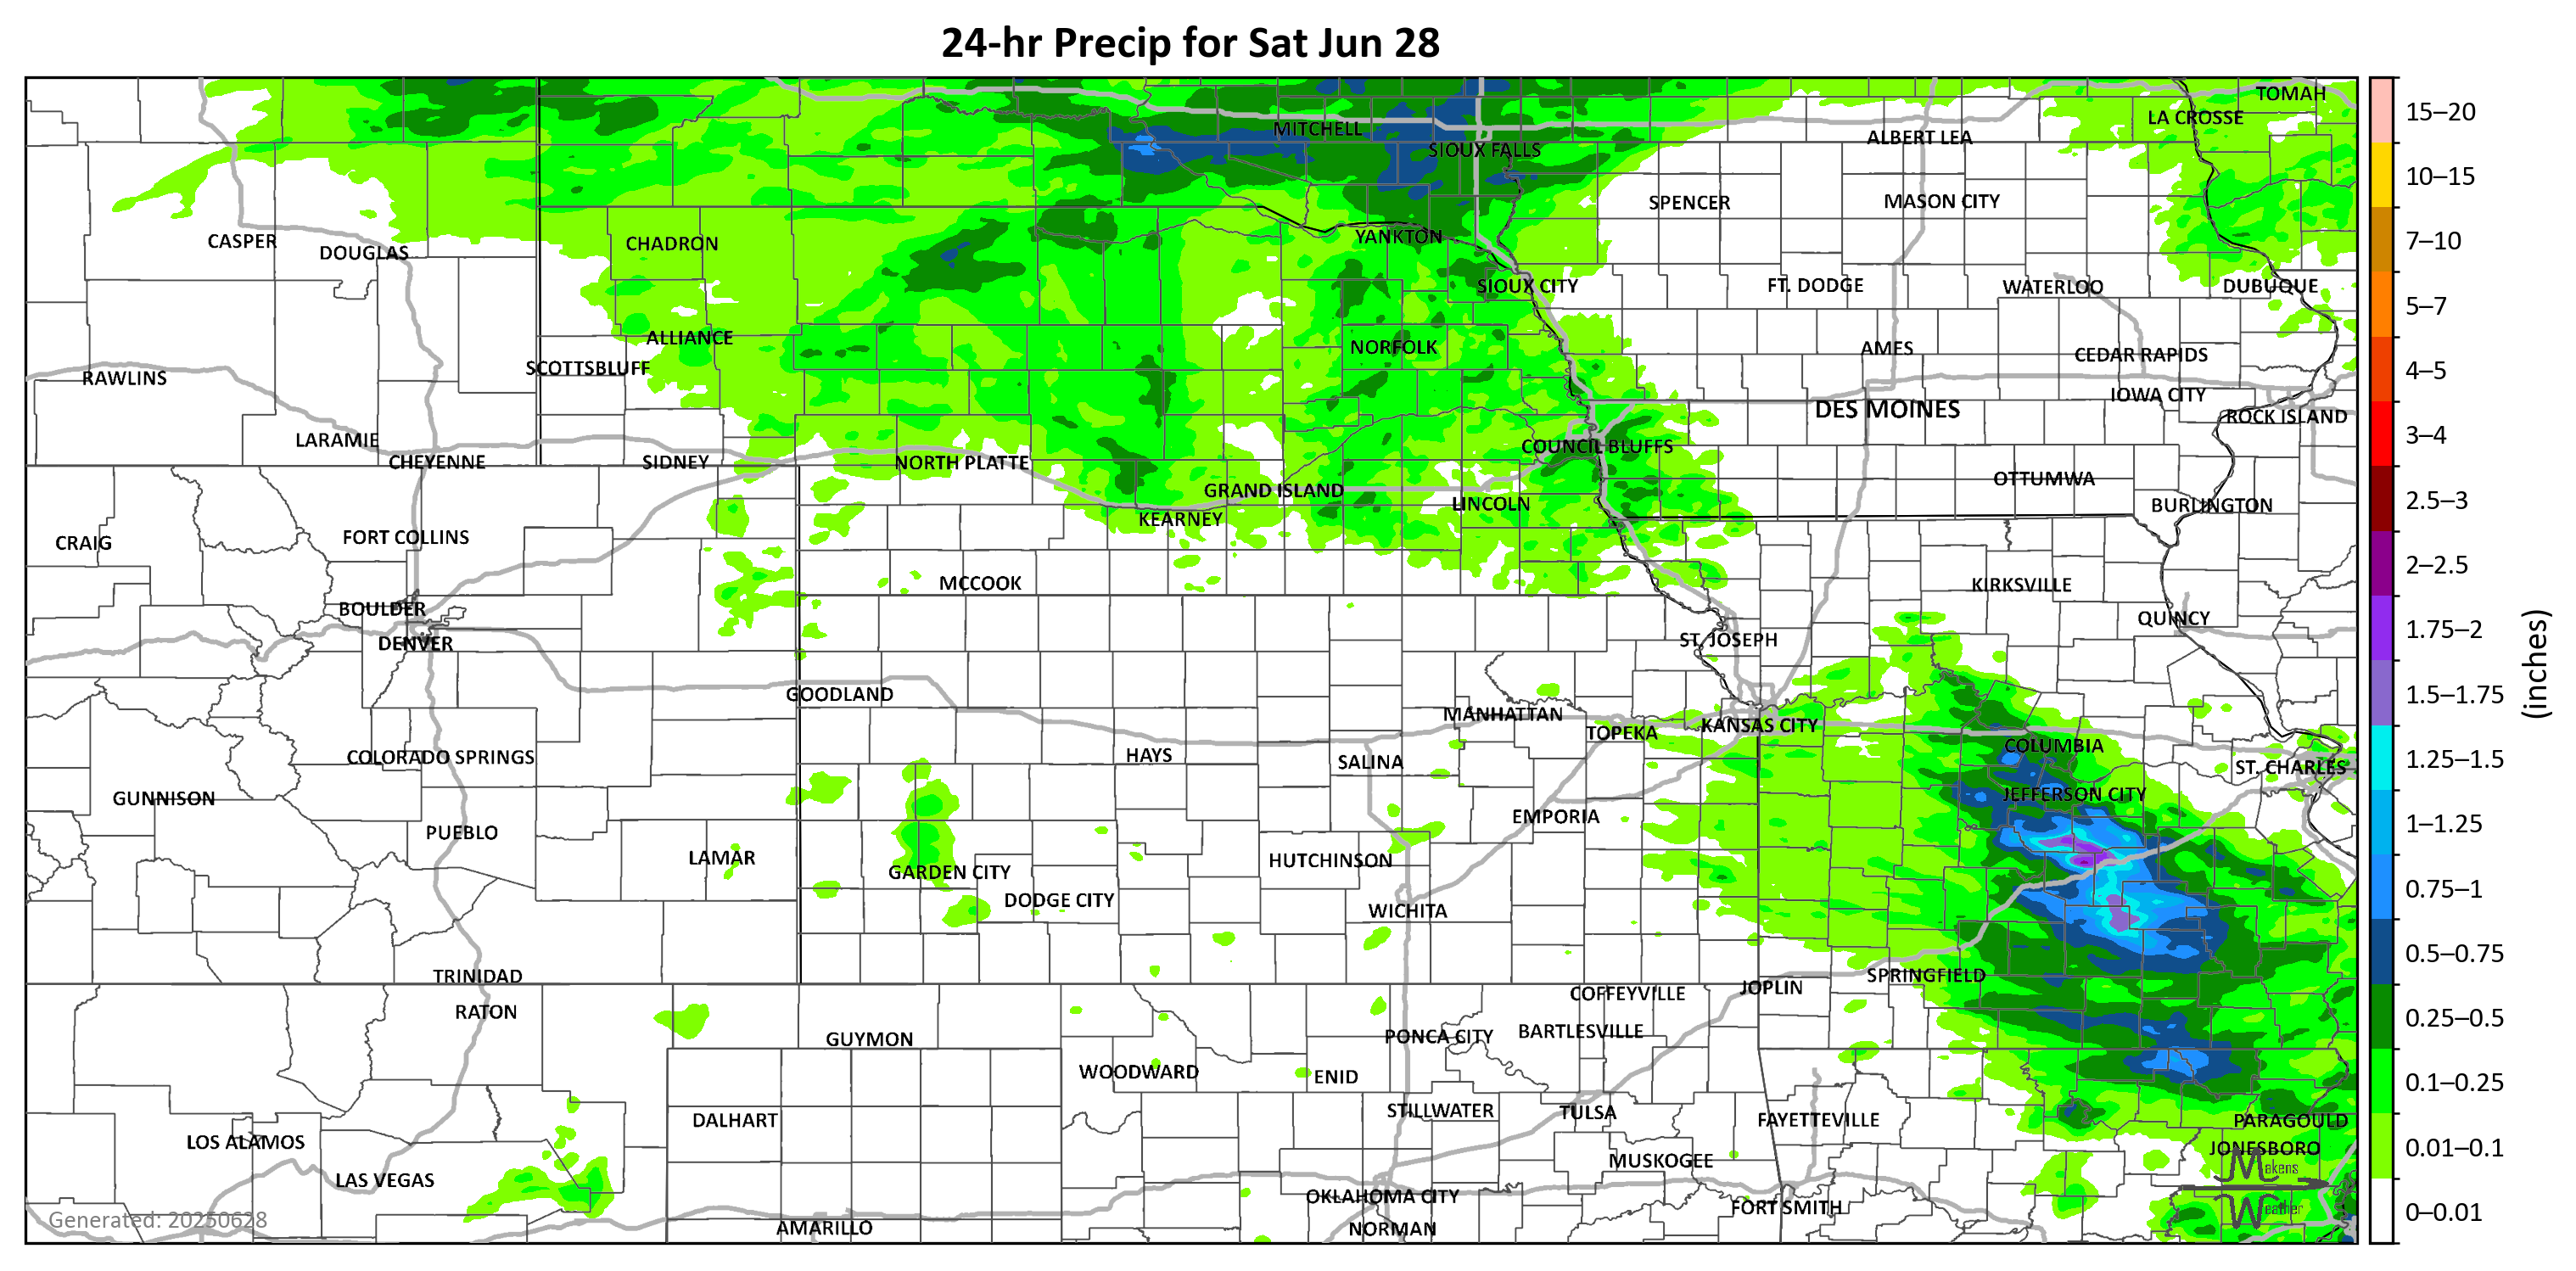 24-hr Precip for Sat Jun 28
TOMAH
LA CROSSE
MITCHELL
ALBERT LEA
SIOUX FALLS
SPENCER
MASON CITY
YANKTON
CASPER
CHADRON
DOUGLAS
SIOUX CITY
FT. DODGE
WATERLOO
DUBUQUE
ALLIANCE
NORFOLK
AMES
CEDAR RAPIDS
SCOTTSBLUFF
RAWLINS
IOWA CITY
DES MOINES
ROCK ISLAND
LARAMIE
COUNCIL BLUFFS
CHEYENNE
SIDNEY
NORTH PLATTE
OTTUMWA
GRAND ISLAND
LINCOLN
BURLINGTON
KEARNEY
FORT COLLINS
CRAIG
MCCOOK
KIRKSVILLE
BOULDER
QUINCY
DENVER
ST. JOSEPH
GOODLAND
MANHATTAN
KANSAS CITY
TOPEKA
COLUMBIA
COLORADO SPRINGS
HAYS
SALINA
ST. CHARLES
GUNNISON
JEFFERSON CITY
EMPORIA
PUEBLO
LAMAR
HUTCHINSON
GARDEN CITY
DODGE CITY
WICHITA
TRINIDAD
SPRINGFIELD
JOPLIN
COFFEYVILLE
RATON
BARTLESVILLE
PONCA CITY
GUYMON
WOODWARD
ENID
STILLWATER
TULSA
DALHART
FAYETTEVILLE
PARAGOULD
LOS ALAMOS
JONESBORO
MUSKOGEE
LAS VEGAS
OKLAHOMA CITY
FORT SMITH
AMARILLO
NORMAN
Generated: 20250628
Makens
Weather
15–20
10–15
7–10
5–7
4–5
3–4
2.5–3
2–2.5
1.75–2
1.5–1.75
1.25–1.5
1–1.25
0.75–1
0.5–0.75
0.25–0.5
0.1–0.25
0.01–0.1
0–0.01
(inches)